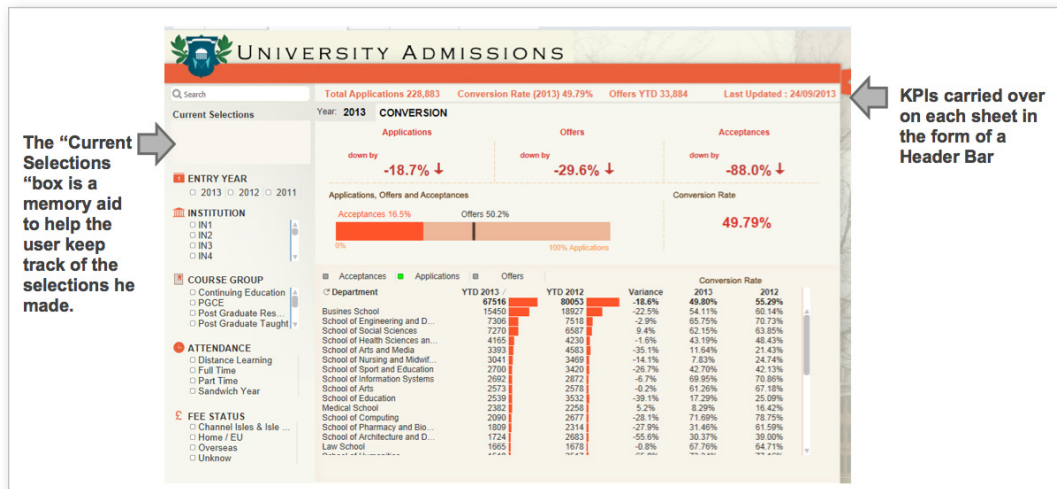 UNIVERSITY ADMISSIONS
Search
Total Applications 228,883 Conversion Rate (2013) 49.79% Offers YTD 33,884 Last Updated : 24/09/2013
Current Selections
Year: 2013 CONVERSION
The “Current
Selections
“box is a
memory aid
to help the
user keep
track of the
selections he
made.
KPIs carried over
on each sheet in
the form of a
Header Bar
Applications Offers Acceptances
down by down by down by
-18.7% -29.6% -88.0%
Applications, Offers and Acceptances Conversion Rate
Acceptances 16.5% Offers 50.2%
49.79%
0% 100% Applications
ENTRY YEAR
2013 2012 2011
INSTITUTION
IN1
IN2
IN3
IN4
COURSE GROUP
Continuing Education
PGCE
Post Graduate Res...
Post Graduate Taught
ATTENDANCE
Distance Learning
Full Time
Part Time
Sandwich Year
£ FEE STATUS
Channel Isles & Isle ...
Home / EU
Overseas
Unknow
Acceptances Applications Offers
Conversion Rate
Department YTD 2013 / YTD 2012 Variance 2013 2012
67516 80053 -18.6% 49.80% 55.29%
Busines School 15450 18927 -22.5% 54.11% 60.14%
School of Engineering and D... 7306 7518 -2.9% 65.75% 70.73%
School of Social Sciences 7270 6587 9.4% 62.15% 63.85%
School of Health Sciences an... 4165 4230 -1.6% 43.19% 48.43%
School of Arts and Media 3393 4583 -35.1% 11.64% 21.43%
School of Nursing and Midwif... 3041 3469 -14.1% 7.83% 24.74%
School of Sport and Education 2700 3420 -26.7% 42.70% 42.13%
School of Information Systems 2692 2872 -6.7% 69.95% 70.86%
School of Arts 2573 2578 -0.2% 61.26% 67.18%
School of Education 2539 3532 -39.1% 17.29% 25.09%
Medical School 2382 2258 5.2% 8.29% 16.42%
School of Computing 2090 2677 -28.1% 71.69% 78.75%
School of Pharmacy and Bio... 1809 2314 -27.9% 31.46% 61.59%
School of Architecture and D... 1724 2683 -55.6% 30.37% 39.00%
Law School 1665 1678 -0.8% 67.76% 64.71%